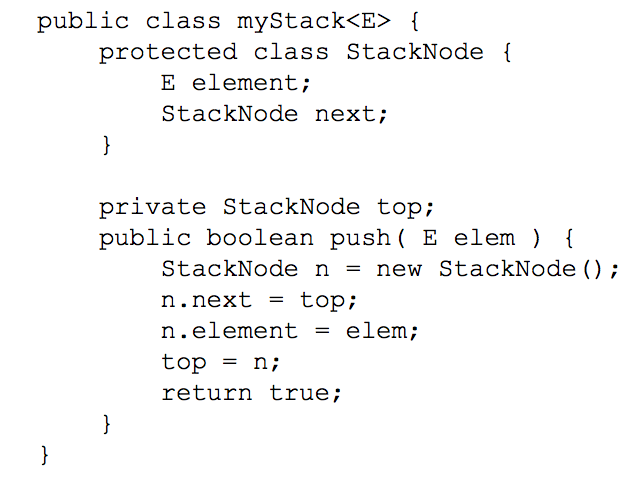 public class myStack<E> {
    protected class StackNode {
        E element;
        StackNode next;
    }

    private StackNode top;
    public boolean push( E elem ) {
        StackNode n = new StackNode();
        n.next = top;
        n.element = elem;
        top = n;
        return true;
    }
}